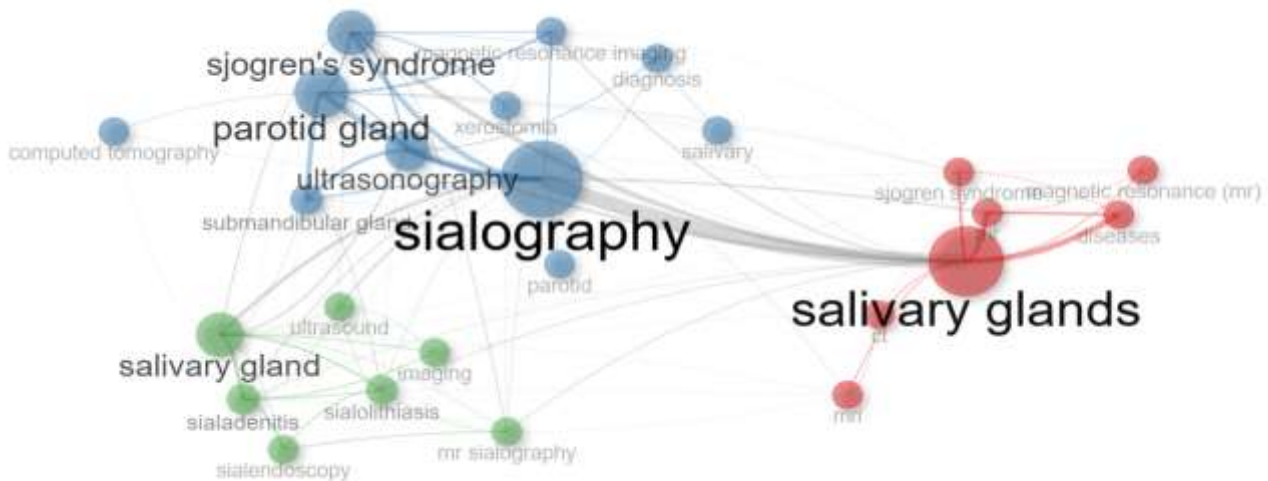 magnetic resonance imaging
sjogren's syndrome
diagnosis
xerostomia
parotid gland
computed tomography
salivary
ultrasonography
sjogren syndrome
magnetic resonance (mr)
submandibular gland
sialography
diseases
parotid
salivary glands
ultrasound
ct
salivary gland
imaging
sialadenitis
sialolithiasis
mri
mr sialography
sialendoscopy